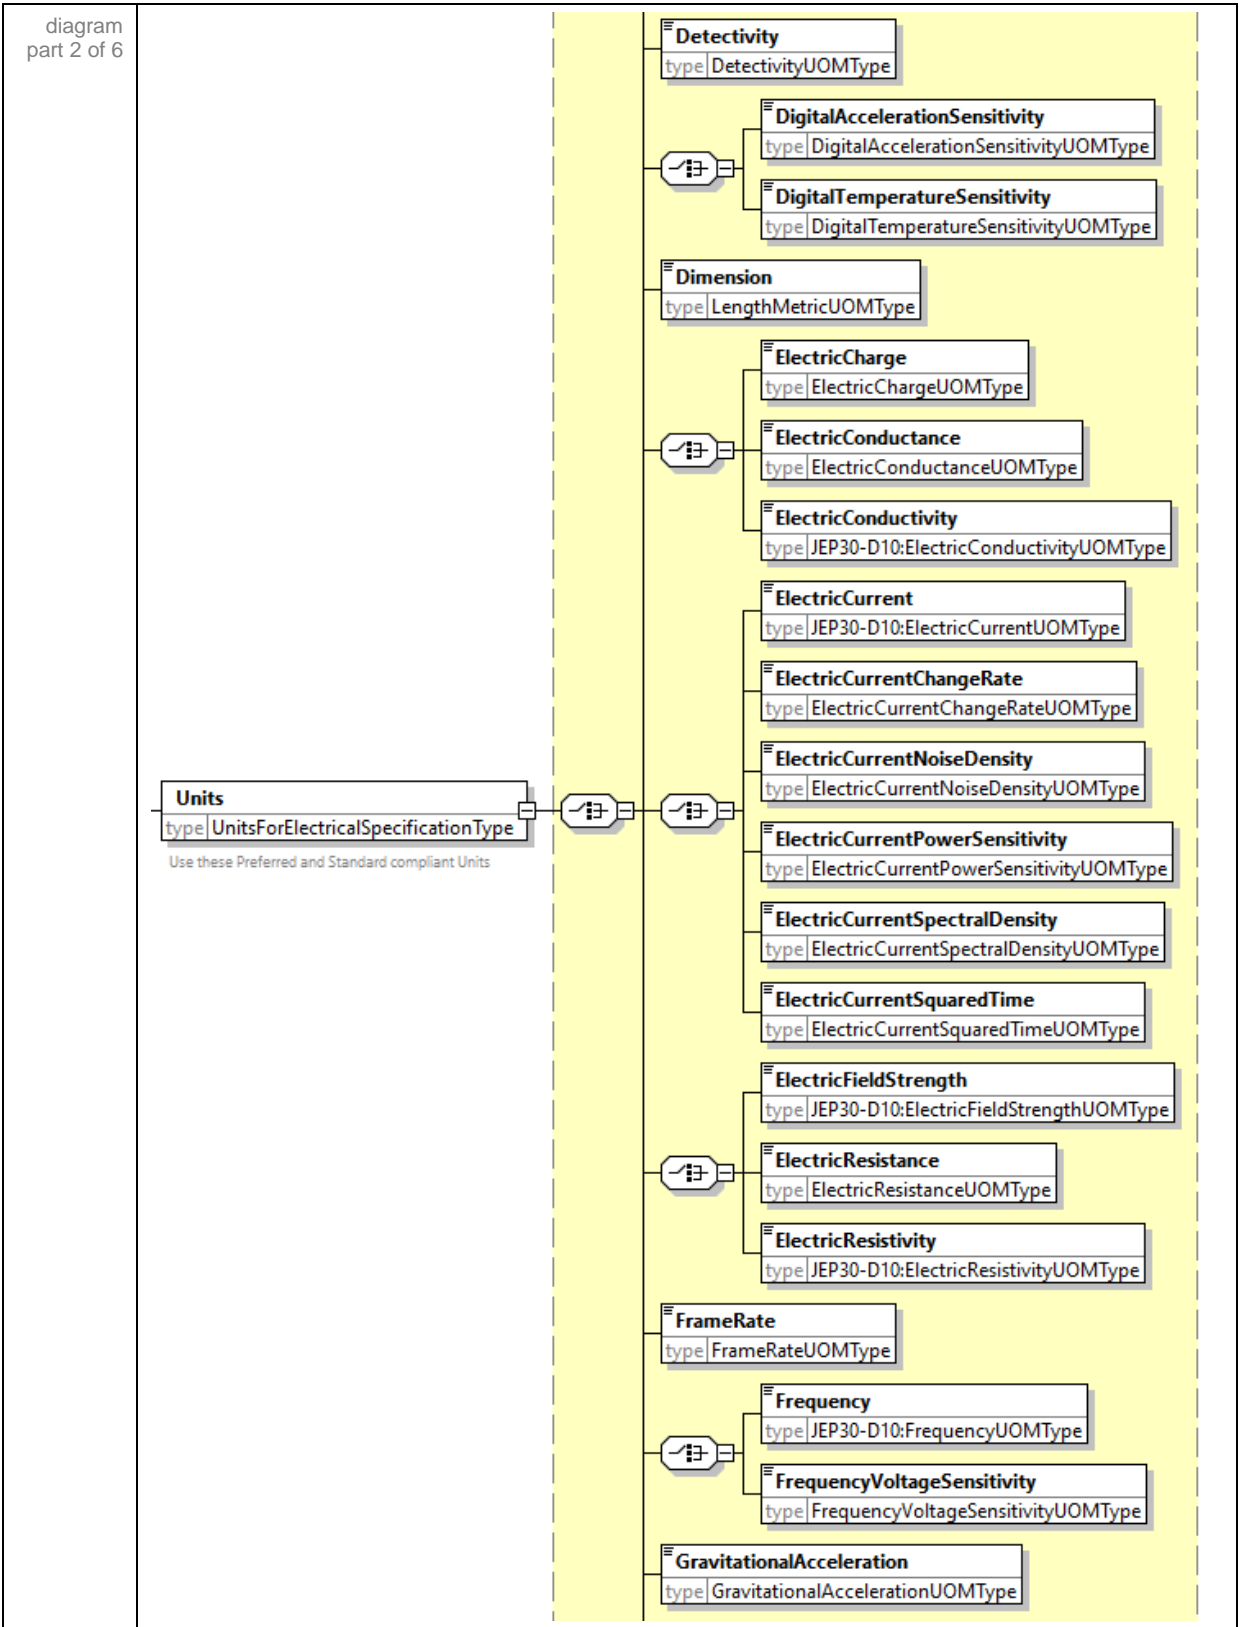 diagram
part 2 of 6
Detectivity
type DetectivityUOMType
DigitalAccelerationSensitivity
type DigitalAccelerationSensitivityUOMType
DigitalTemperatureSensitivity
type DigitalTemperatureSensitivityUOMType
Dimension
type LengthMetricUOMType
ElectricCharge
type ElectricChargeUOMType
ElectricConductance
type ElectricConductanceUOMType
ElectricConductivity
type JEP30-D10:ElectricConductivityUOMType
ElectricCurrent
type JEP30-D10:ElectricCurrentUOMType
ElectricCurrentChangeRate
type ElectricCurrentChangeRateUOMType
ElectricCurrentNoiseDensity
type ElectricCurrentNoiseDensityUOMType
Units
type UnitsForElectricalSpecificationType
Use these Preferred and Standard compliant Units
ElectricCurrentPowerSensitivity
type ElectricCurrentPowerSensitivityUOMType
ElectricCurrentSpectralDensity
type ElectricCurrentSpectralDensityUOMType
ElectricCurrentSquaredTime
type ElectricCurrentSquaredTimeUOMType
ElectricFieldStrength
type JEP30-D10:ElectricFieldStrengthUOMType
ElectricResistance
type ElectricResistanceUOMType
ElectricResistivity
type JEP30-D10:ElectricResistivityUOMType
FrameRate
type FrameRateUOMType
Frequency
type JEP30-D10:FrequencyUOMType
FrequencyVoltageSensitivity
type FrequencyVoltageSensitivityUOMType
GravitationalAcceleration
type GravitationalAccelerationUOMType